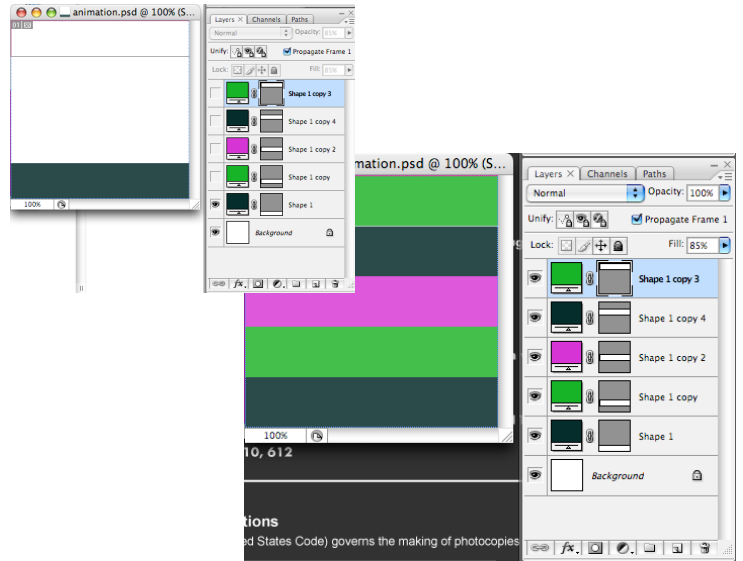 animation.psd @ 100% (S...
01
Layers × Channels Paths
Normal Opacity: 85%
Unify: Propagate Frame 1
Lock: Fill: 85%
Shape 1 copy 3
Shape 1 copy 4
Shape 1 copy 2
Shape 1 copy
Shape 1
Background
100%
fx.
mation.psd @ 100% (S...
Layers × Channels Paths
Normal Opacity: 100%
Unify: Propagate Frame 1
Lock: Fill: 85%
Shape 1 copy 3
Shape 1 copy 4
Shape 1 copy 2
Shape 1 copy
Shape 1
Background
100%
fx.
10, 612
tions
ed States Code) governs the making of photocopies